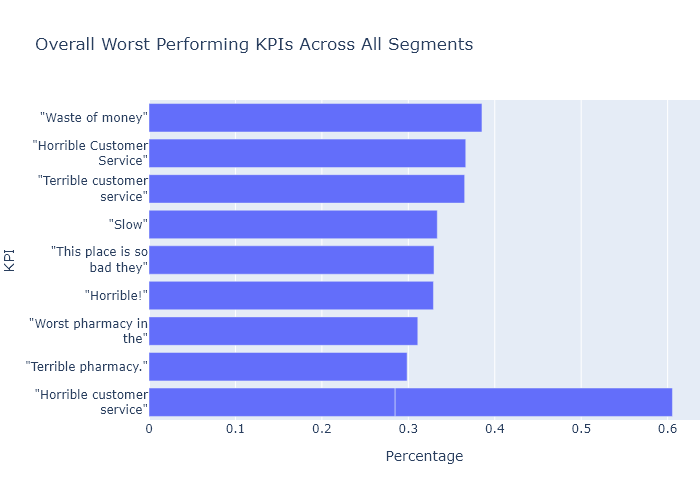 Overall Worst Performing KPIs Across All Segments
KPI
"Waste of money"
"Horrible Customer
Service"
"Terrible customer
service"
"Slow"
"This place is so
bad they"
"Horrible!"
"Worst pharmacy in
the"
"Terrible pharmacy."
"Horrible customer
service"
0 0.1 0.2 0.3 0.4 0.5 0.6
Percentage